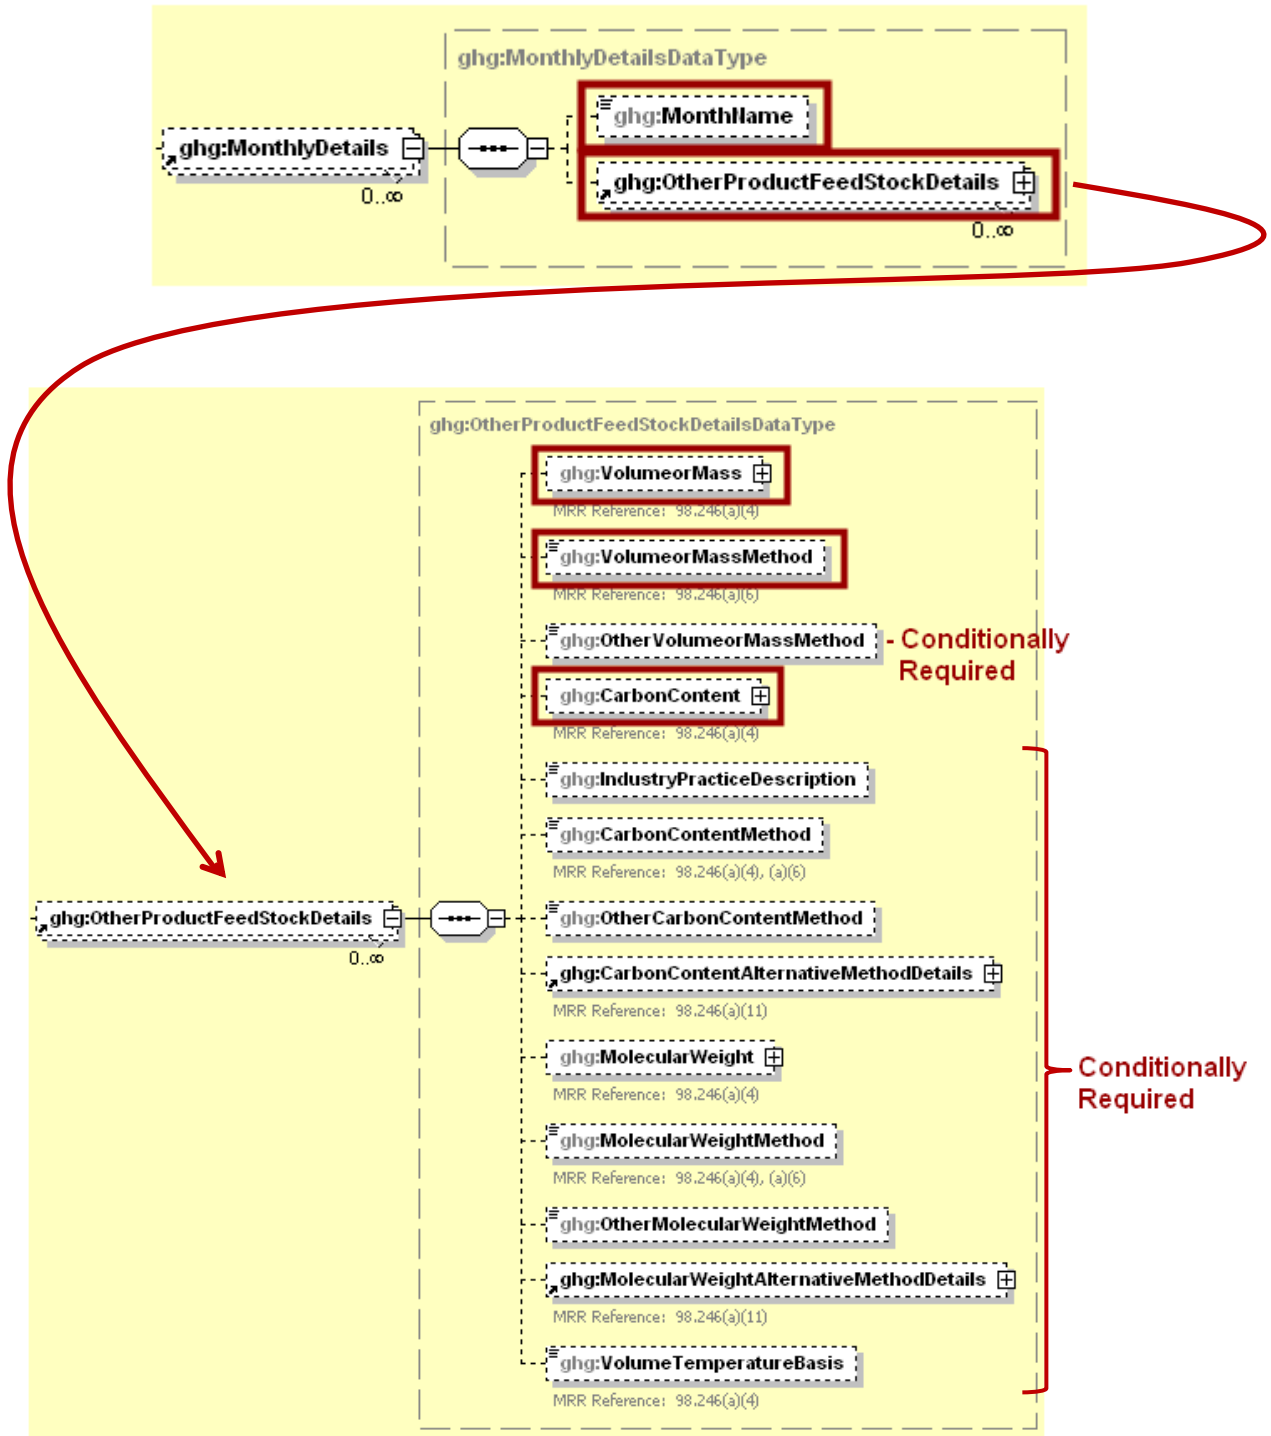 ghg:MonthlyDetailsDataType
ghg:MonthName
ghg:MonthlyDetails
ghg:OtherProductFeedStockDetails
0..∞
0..∞
ghg:OtherProductFeedStockDetailsDataType
ghg:VolumeorMass
MRR Reference: 98.246(a)(4)
ghg:VolumeorMassMethod
MRR Reference: 98.246(a)(6)
ghg:OtherVolumeorMassMethod
- Conditionally
Required
ghg:CarbonContent
MRR Reference: 98.246(a)(4)
ghg:IndustryPracticeDescription
ghg:CarbonContentMethod
MRR Reference: 98.246(a)(4), (a)(6)
ghg:OtherProductFeedStockDetails
0..∞
ghg:OtherCarbonContentMethod
ghg:CarbonContentAlternativeMethodDetails
MRR Reference: 98.246(a)(11)
ghg:MolecularWeight
MRR Reference: 98.246(a)(4)
Conditionally
Required
ghg:MolecularWeightMethod
MRR Reference: 98.246(a)(4), (a)(6)
ghg:OtherMolecularWeightMethod
ghg:MolecularWeightAlternativeMethodDetails
MRR Reference: 98.246(a)(11)
ghg:VolumeTemperatureBasis
MRR Reference: 98.246(a)(4)